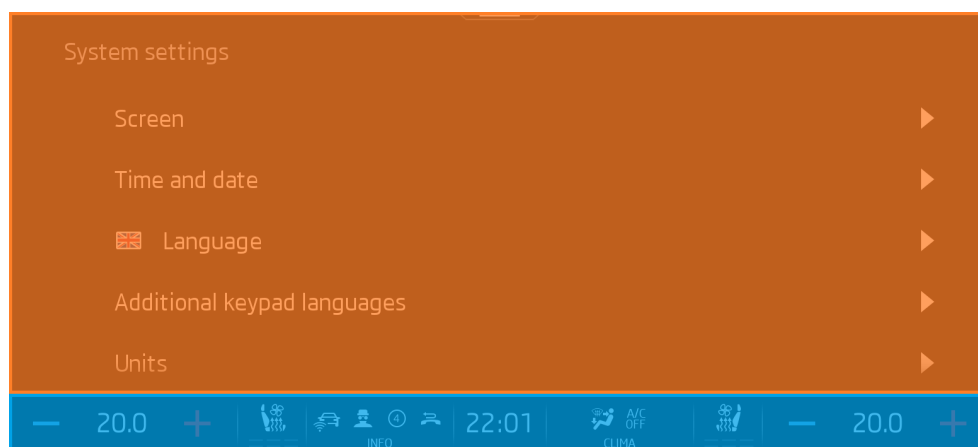 System settings
Screen
Time and date
Language
Additional keypad languages
Units
20.0 4 22:01 A/C OFF 20.0
INFO CLIMA